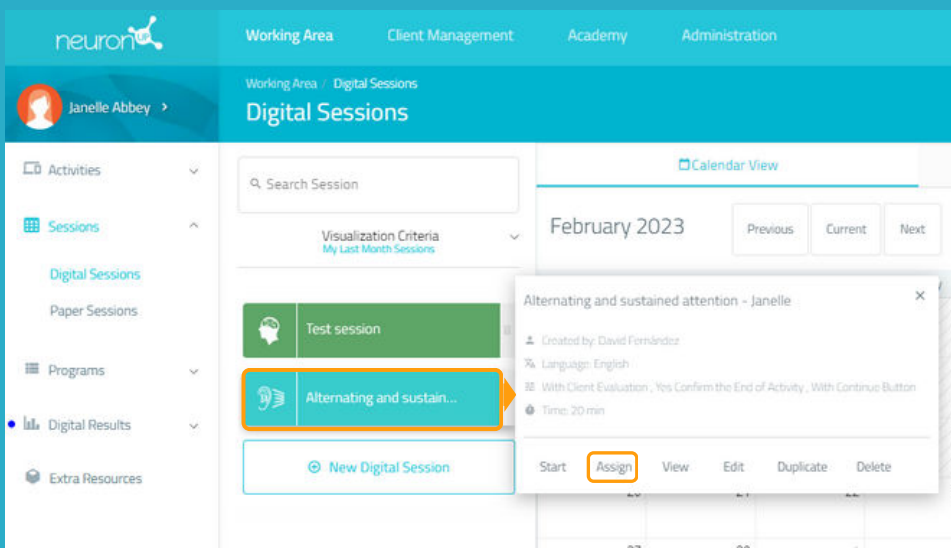 neuronUP
Working Area Client Management Academy Administration
Janelle Abbey
Working Area / Digital Sessions
Digital Sessions
Activities
Sessions
Digital Sessions
Paper Sessions
Programs
Digital Results
Extra Resources
Search Session
Visualization Criteria
My Last Month Sessions
Test session
Alternating and sustain...
New Digital Session
Calendar View
February 2023 Previous Current Next
Alternating and sustained attention - Janelle
Created by: David Fernández
Language: English
With Client Evaluation , Yes Confirm the End of Activity , With Continue Button
Time: 20 min
Start Assign View Edit Duplicate Delete